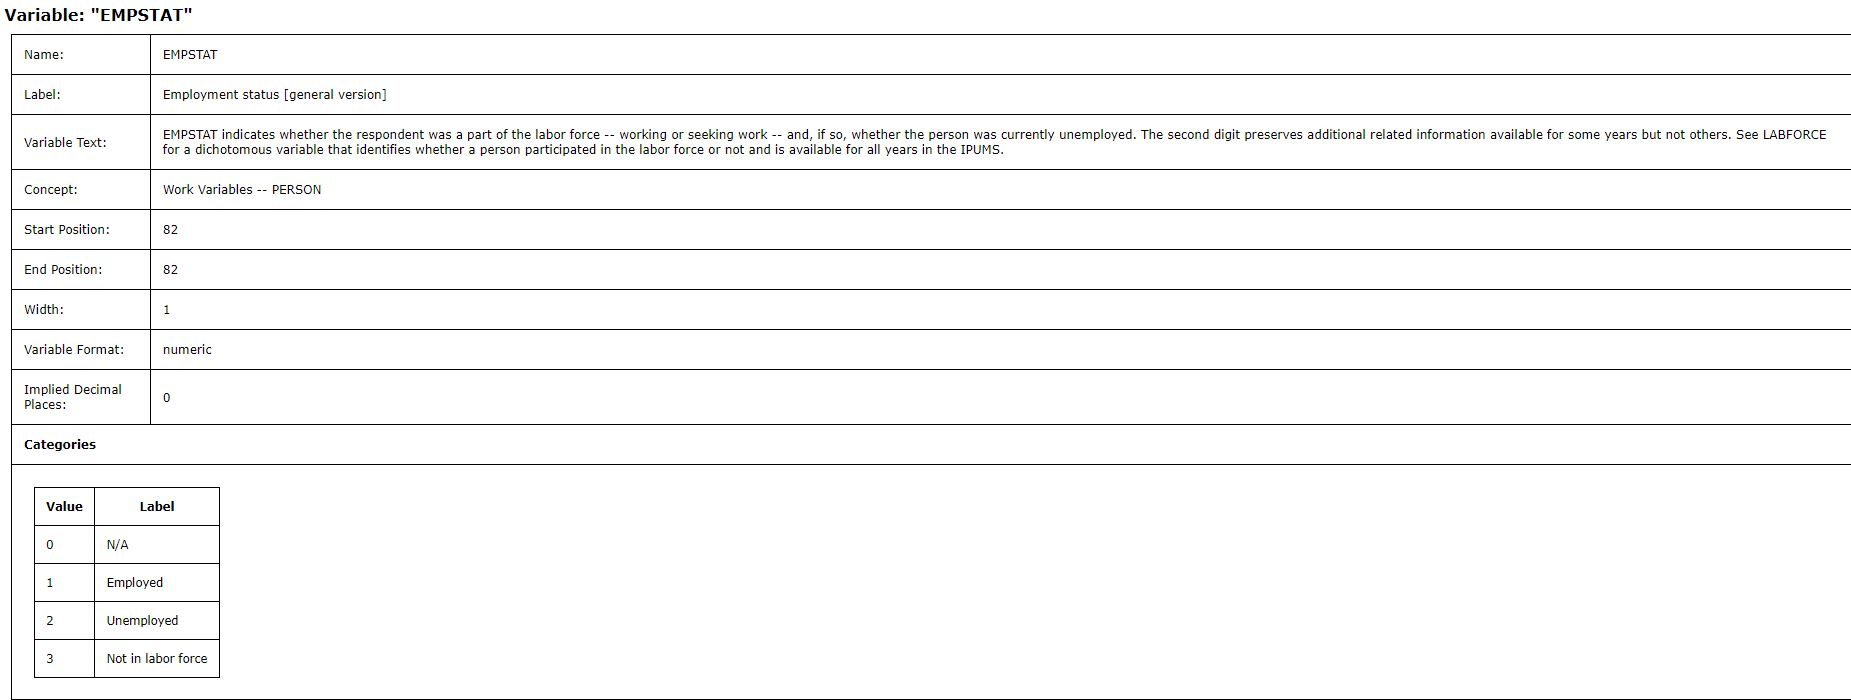 Variable: "EMPSTAT"
Name: EMPSTAT
Label: Employment status [general version]
Variable Text: EMPSTAT indicates whether the respondent was a part of the labor force -- working or seeking work -- and, if so, whether the person was currently unemployed. The second digit preserves additional related information available for some years but not others. See LABFORCE
for a dichotomous variable that identifies whether a person participated in the labor force or not and is available for all years in the IPUMS.
Concept: Work Variables -- PERSON
Start Position: 82
End Position: 82
Width: 1
Variable Format: numeric
Implied Decimal
Places: 0
Categories
Value Label
0 N/A
1 Employed
2 Unemployed
3 Not in labor force